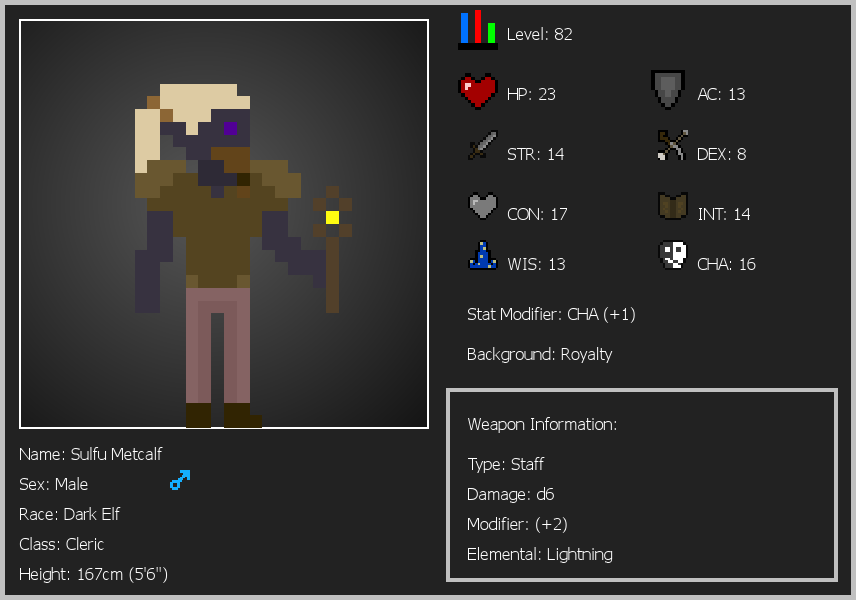 Level: 82
HP: 23
AC: 13
STR: 14
DEX: 8
CON: 17
INT: 14
WIS: 13
CHA: 16
Stat Modifier: CHA (+1)
Background: Royalty
Weapon Information:
Type: Staff
Damage: d6
Modifier: (+2)
Elemental: Lightning
Name: Sulfu Metcalf
Sex: Male
Race: Dark Elf
Class: Cleric
Height: 167cm (5'6")